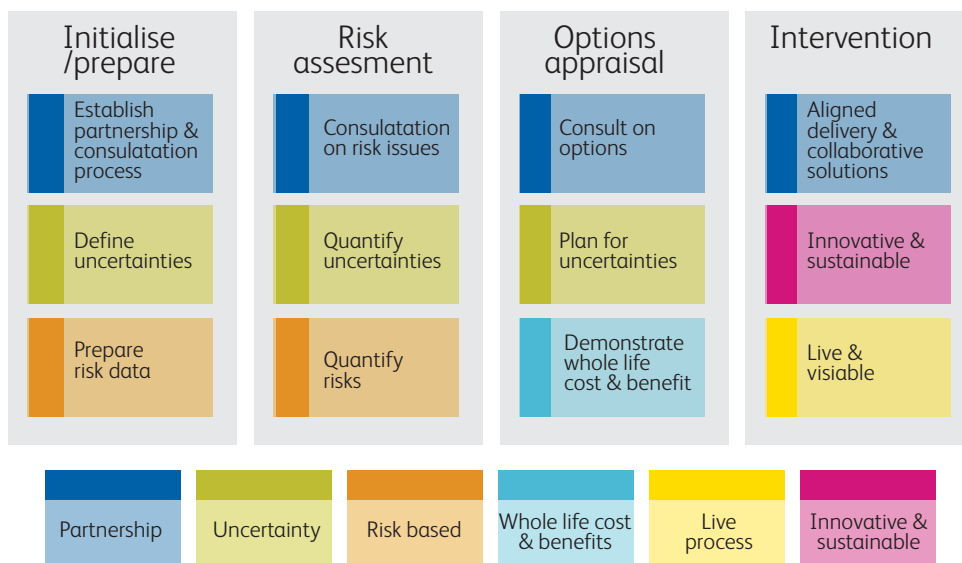 Initialise
/prepare
Establish
partnership &
consulatation
process
Define
uncertainties
Prepare
risk data
Risk
assesment
Consulatation
on risk issues
Quantify
uncertainties
Quantify
risks
Options
appraisal
Consult on
options
Plan for
uncertainties
Demonstrate
whole life
cost & benefit
Intervention
Aligned
delivery &
collaborative
solutions
Innovative &
sustainable
Live &
visiable
Partnership
Uncertainty
Risk based
Whole life cost
& benefits
Live
process
Innovative &
sustainable